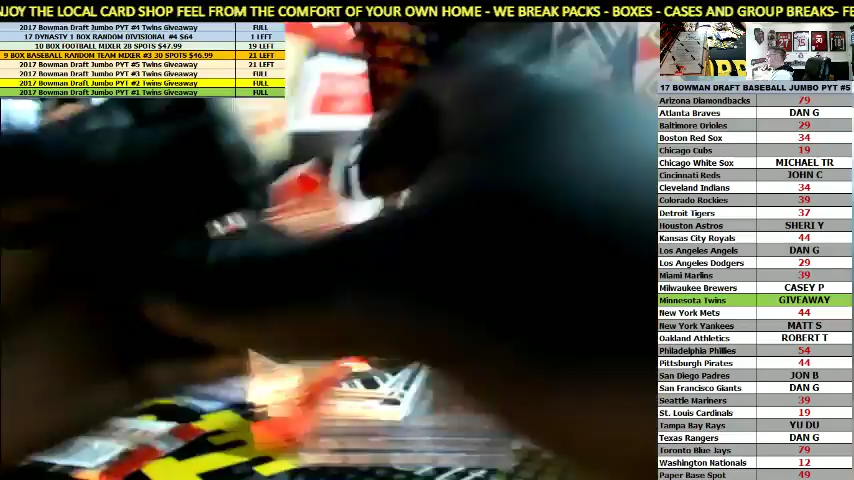 NJOY THE LOCAL CARD SHOP FEEL FROM THE COMFORT OF YOUR OWN HOME - WE BREAK PACKS - BOXES - CASES AND GROUP BREAKS- FE
2017 Bowman Draft Jumbo PYT #4 Twins Giveaway FULL
17 DYNASTY 1 BOX RANDOM DIVISIONAL #4 $64 1 LEFT
10 BOX FOOTBALL MIXER 28 SPOTS $47.99 19 LEFT
9 BOX BASEBALL RANDOM TEAM MIXER #3 30 SPOTS $46.99 21 LEFT
2017 Bowman Draft Jumbo PYT #5 Twins Giveaway 21 LEFT
2017 Bowman Draft Jumbo PYT #3 Twins Giveaway FULL
2017 Bowman Draft Jumbo PYT #2 Twins Giveaway FULL
2017 Bowman Draft Jumbo PYT #1 Twins Giveaway FULL
17 BOWMAN DRAFT BASEBALL JUMBO PYT #5
Arizona Diamondbacks 79
Atlanta Braves DAN G
Baltimore Orioles 29
Boston Red Sox 34
Chicago Cubs 19
Chicago White Sox MICHAEL TR
Cincinnati Reds JOHN C
Cleveland Indians 34
Colorado Rockies 39
Detroit Tigers 37
Houston Astros SHERI Y
Kansas City Royals 44
Los Angeles Angels DAN G
Los Angeles Dodgers 29
Miami Marlins 39
Milwaukee Brewers CASEY P
Minnesota Twins GIVEAWAY
New York Mets 44
New York Yankees MATT S
Oakland Athletics ROBERT T
Philadelphia Phillies 54
Pittsburgh Pirates 44
San Diego Padres JON B
San Francisco Giants DAN G
Seattle Mariners 39
St. Louis Cardinals 19
Tampa Bay Rays YU DU
Texas Rangers DAN G
Toronto Blue Jays 79
Washington Nationals 12
Paper Base Spot 49